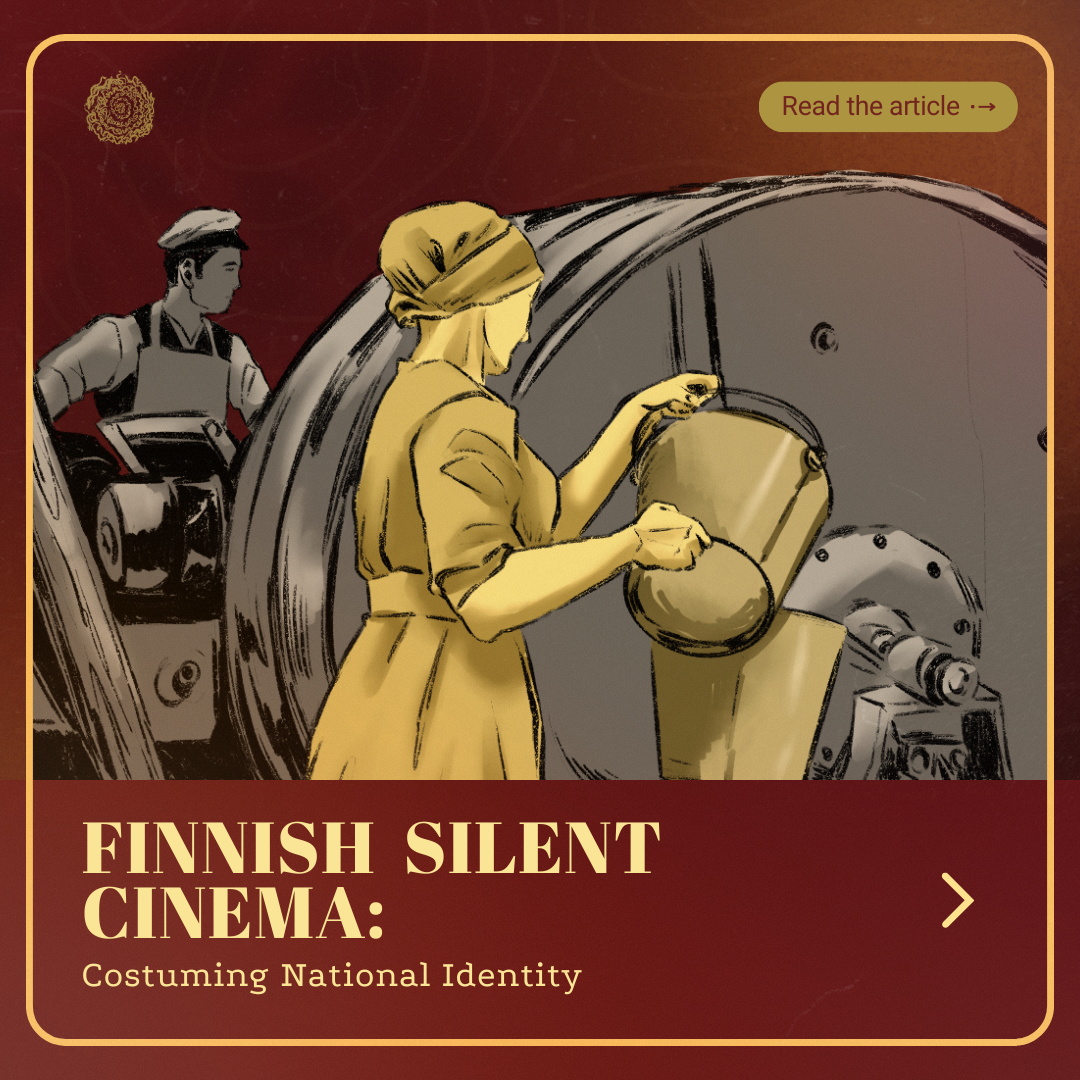 Read the article ·→
FINNISH SILENT
CINEMA:
Costuming National Identity